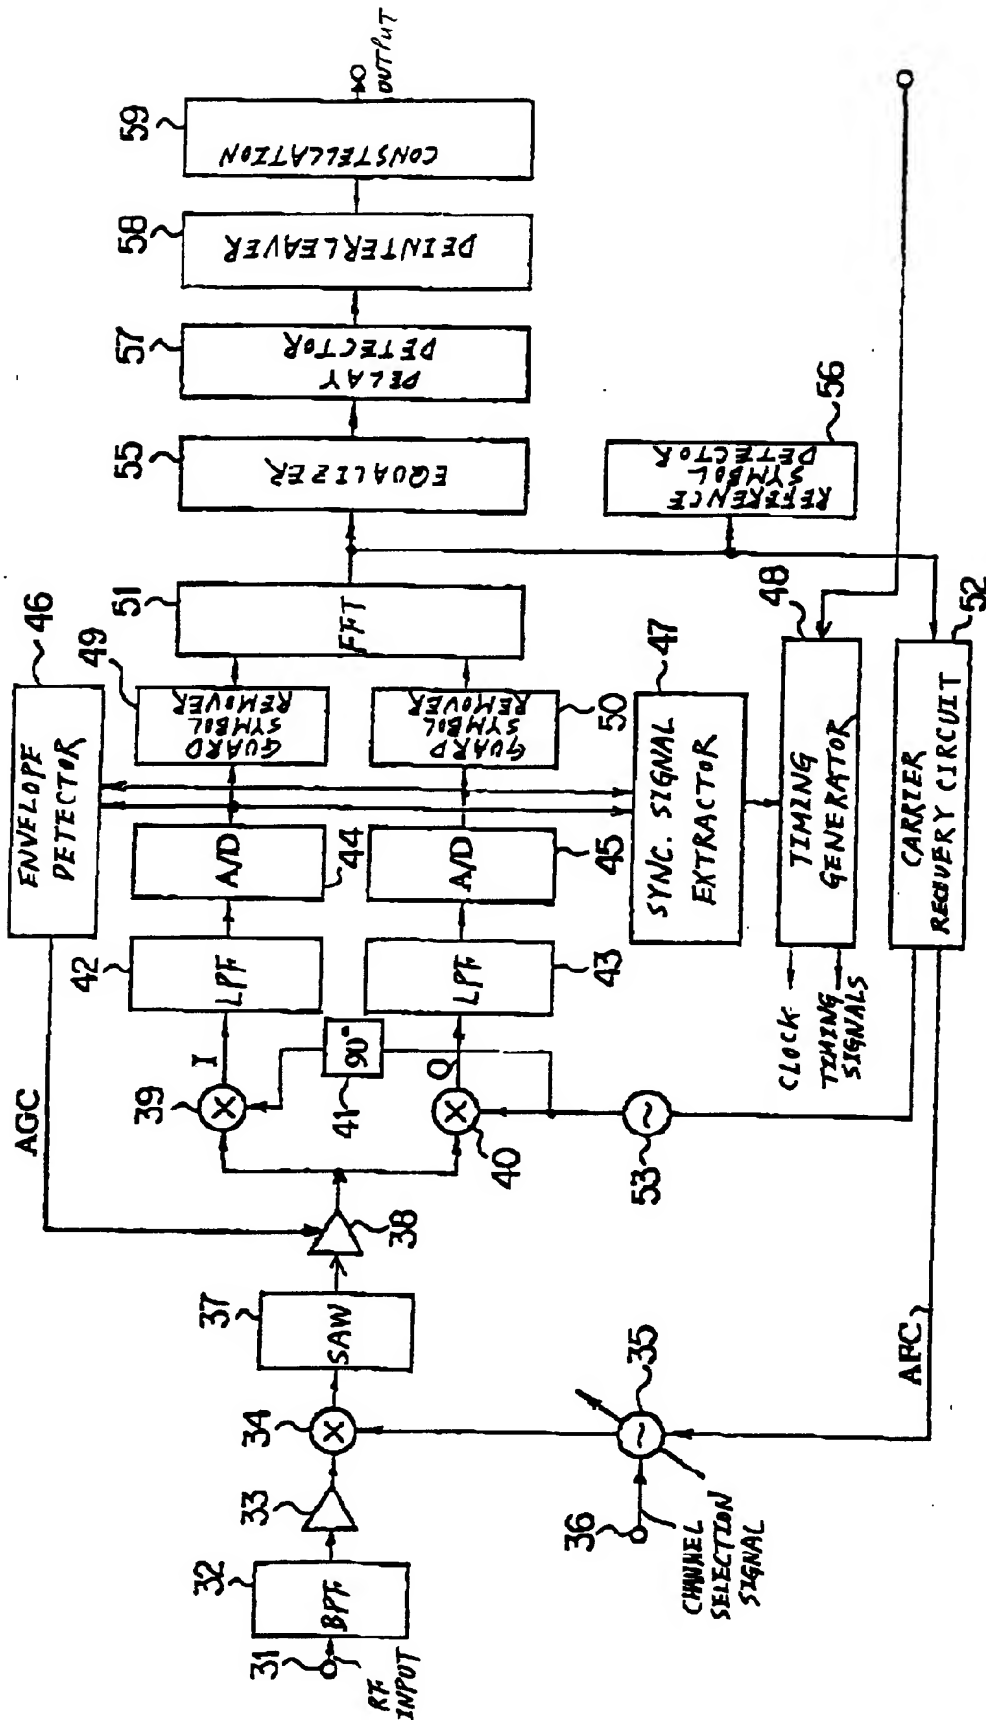 31
RF
INPUT
32
BPF
33
34
35
36
CHANNEL
SELECTION
SIGNAL
37
SAW
38
AGC
AFC
39
I
40
Q
41
90°
42
LPF
43
LPF
44
A/D
45
A/D
46
ENVELOPE
DETECTOR
47
SYNC. SIGNAL
EXTRACTOR
48
TIMING
GENERATOR
CLOCK
TIMING
SIGNALS
49
GUARD
SYMBOL
REMOVER
50
GUARD
SYMBOL
REMOVER
51
FFT
52
CARRIER
RECOVERY CIRCUIT
53
55
EQUALIZER
56
REFERENCE
SYMBOL
DETECTOR
57
DELAY
DETECTOR
58
DEINTERLEAVER
59
CONSTELLATION
OUTPUT